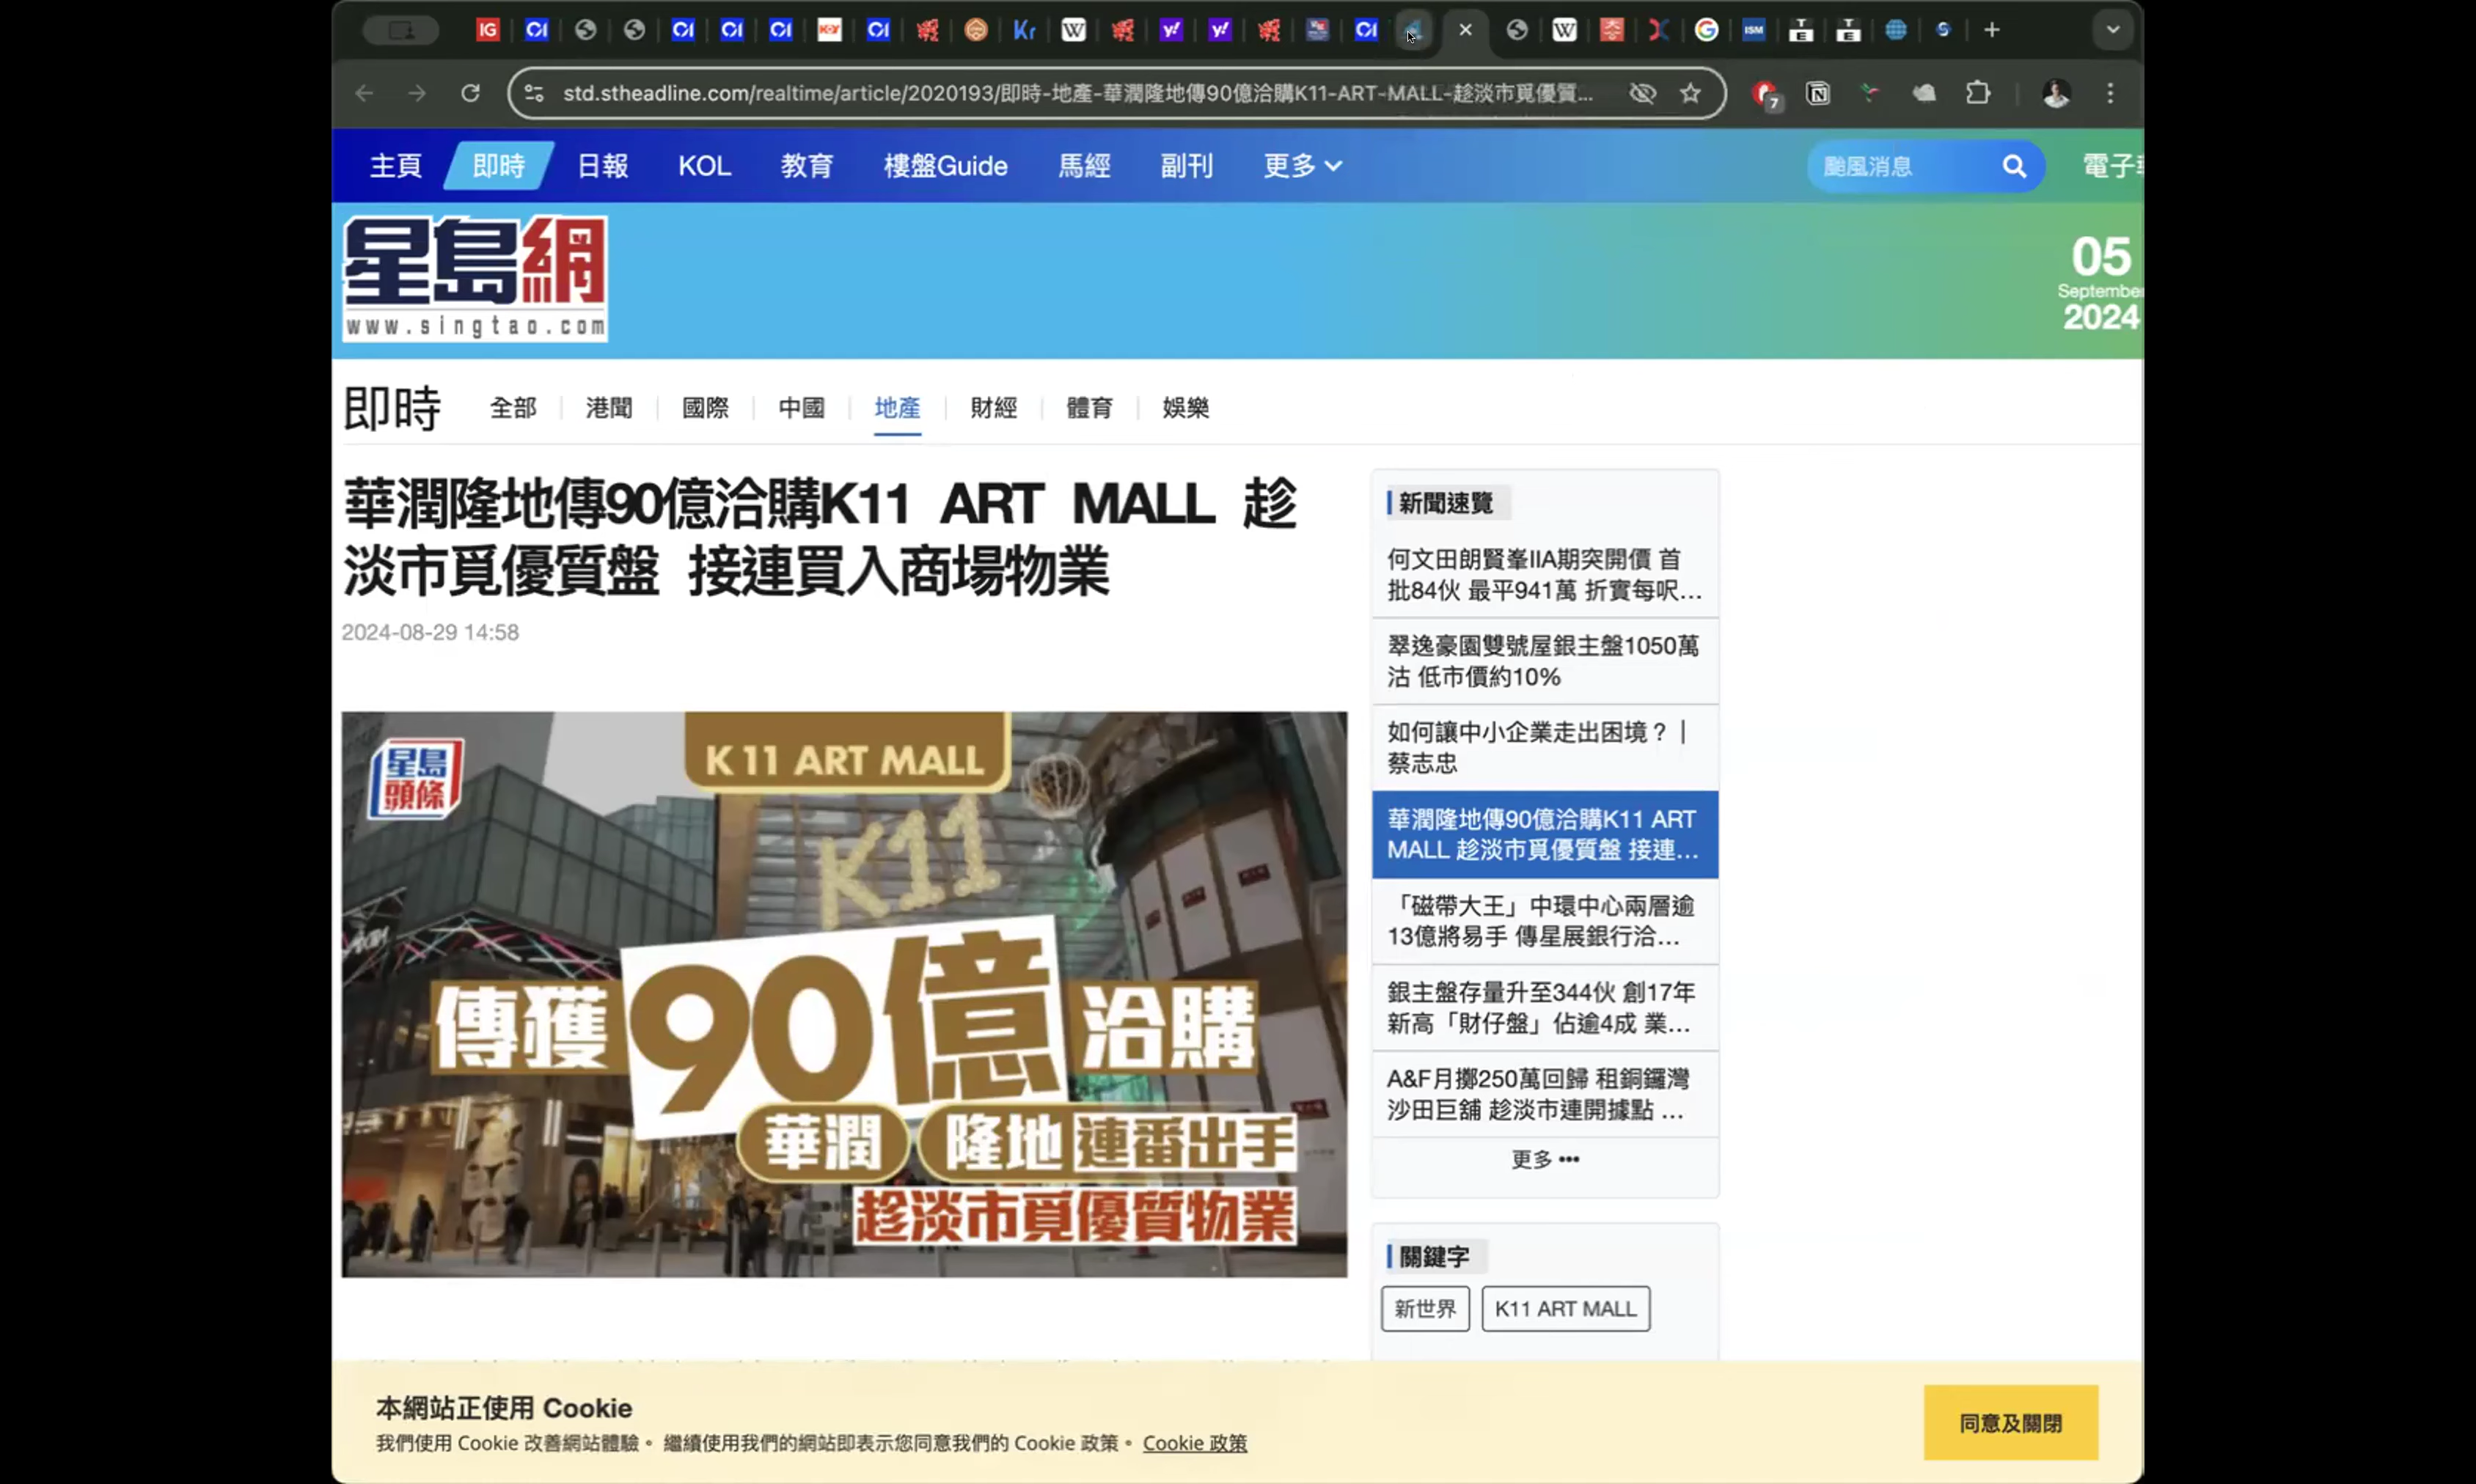 IG
std.stheadline.com/realtime/article/2020193/即時-地產-華潤隆地傳90億洽購K11-ART-MALL-趁淡市覓優質...
7
主頁 即時 日報 KOL 教育 樓盤Guide 馬經 副刊 更多 颱風消息 電子
星島網
www.singtao.com
05
September
2024
即時 全部 港聞 國際 中國 地產 財經 體育 娛樂
華潤隆地傳90億洽購K11 ART MALL 趁
淡市覓優質盤 接連買入商場物業
2024-08-29 14:58
K11 ART MALL
星島
頭條
K11
傳獲90億洽購
華潤 隆地連番出手
趁淡市覓優質物業
新聞速覽
何文田朗賢峯IIA期突開價 首
批84伙 最平941萬 折實每呎...
翠逸豪園雙號屋銀主盤1050萬
沽 低市價約10%
如何讓中小企業走出困境？｜
蔡志忠
華潤隆地傳90億洽購K11 ART
MALL 趁淡市覓優質盤 接連...
「磁帶大王」中環中心兩層逾
13億將易手 傳星展銀行洽...
銀主盤存量升至344伙 創17年
新高「財仔盤」佔逾4成 業...
A&F月擲250萬回歸 租銅鑼灣
沙田巨舖 趁淡市連開據點 ...
更多 •••
關鍵字
新世界 K11 ART MALL
本網站正使用 Cookie
我們使用 Cookie 改善網站體驗。 繼續使用我們的網站即表示您同意我們的 Cookie 政策。 Cookie 政策
同意及關閉